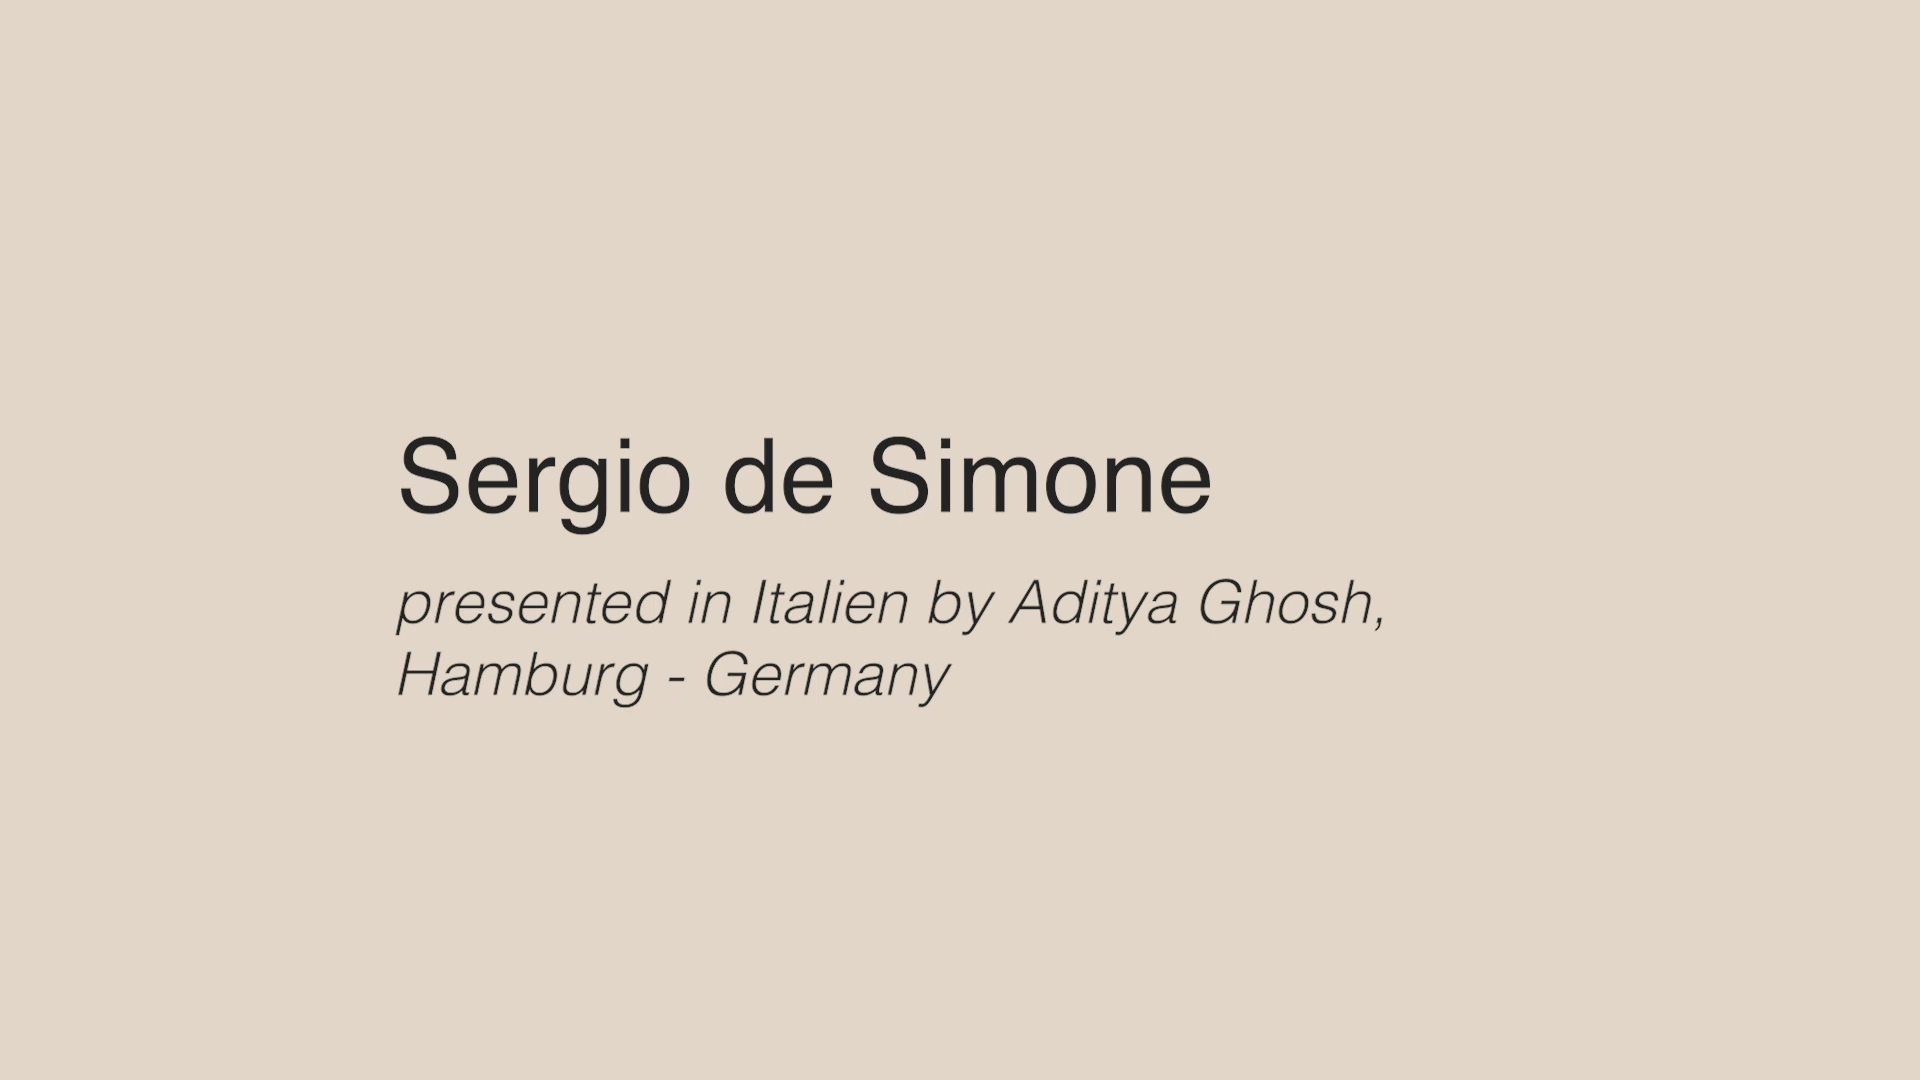 Sergio de Simone
presented in Italien by Aditya Ghosh,
Hamburg - Germany